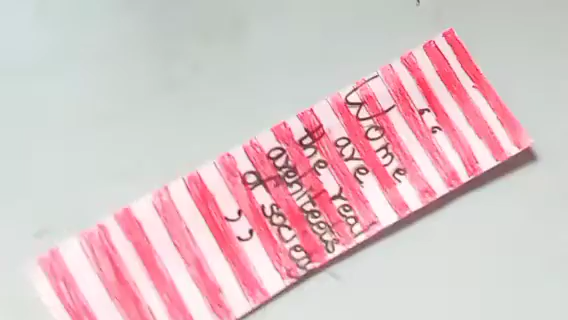 “
Wome
are
the real
architects
of society
”